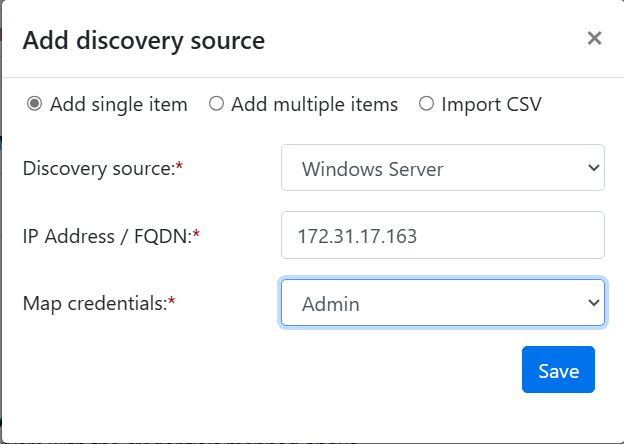 Add discovery source ×
Add single item Add multiple items Import CSV
Discovery source:* Windows Server
IP Address / FQDN:* 172.31.17.163
Map credentials:* Admin
Save